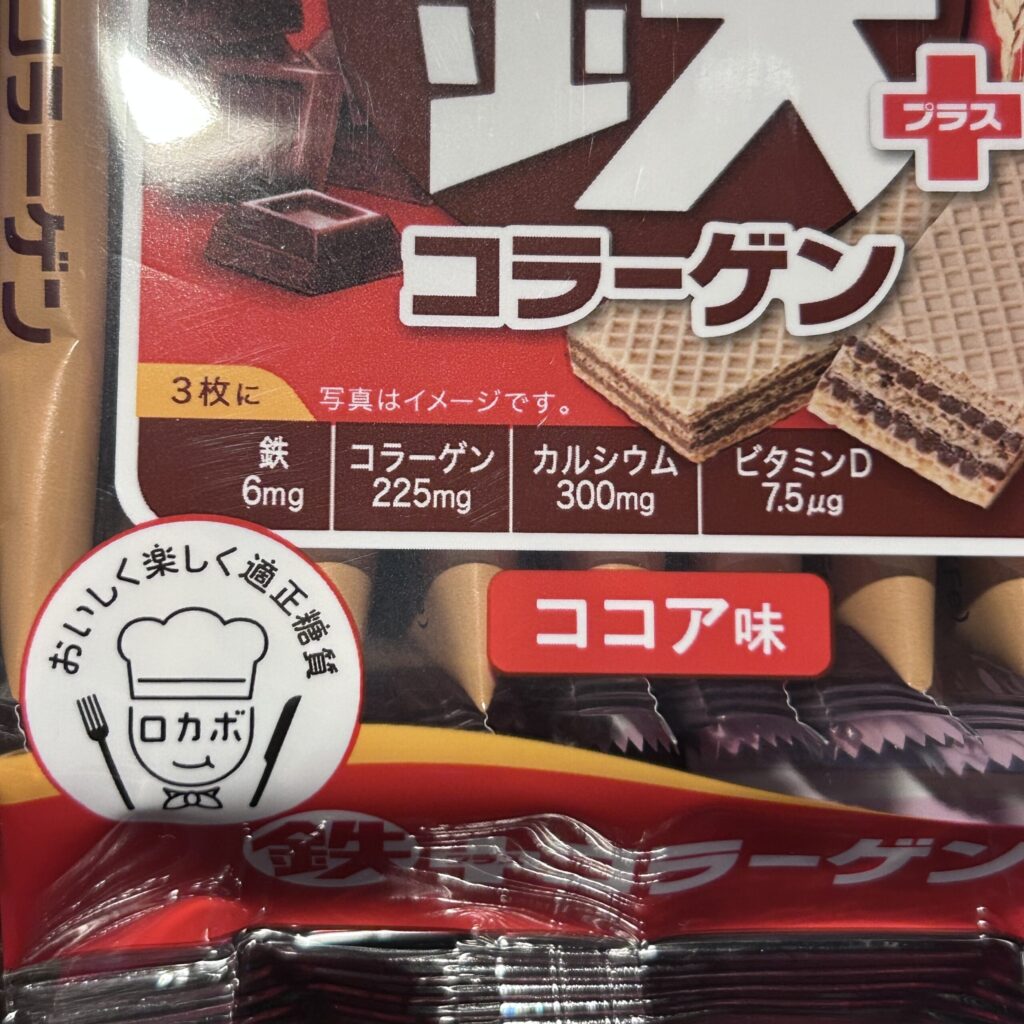 コラーゲン
鉄
プラス
コラーゲン
3枚に
写真はイメージです。
鉄
6mg
コラーゲン
225mg
カルシウム
300mg
ビタミンD
7.5μg
おいしく楽しく適正糖質
ロカボ
ココア味
鉄+コラーゲン